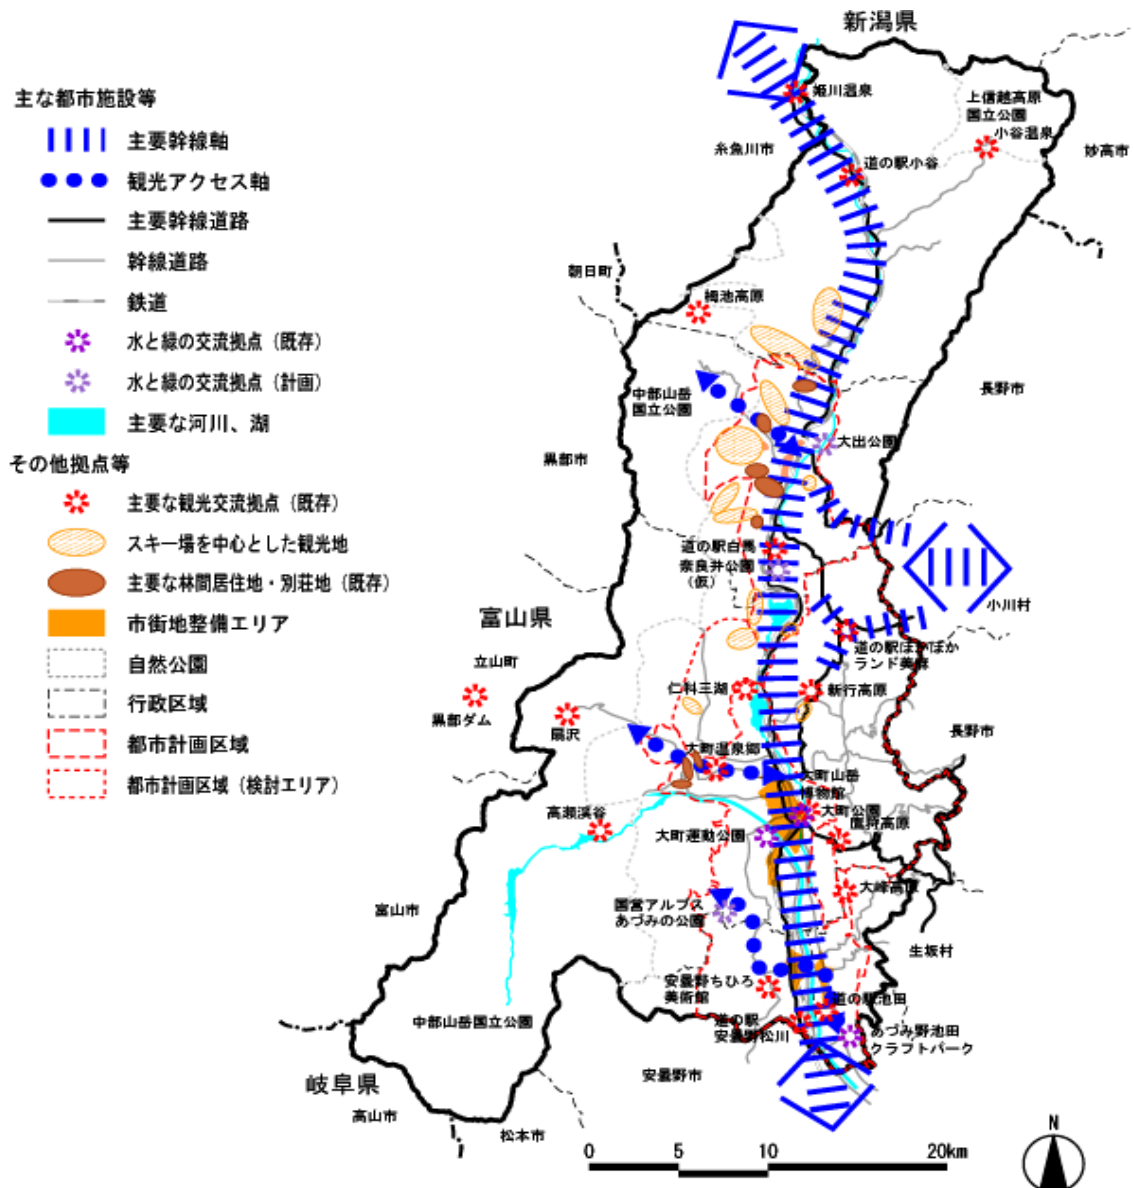 新潟県
主な都市施設等
主要幹線軸
観光アクセス軸
主要幹線道路
幹線道路
鉄道
水と緑の交流拠点（既存）
水と緑の交流拠点（計画）
主要な河川、湖
その他拠点等
主要な観光交流拠点（既存）
スキー場を中心とした観光地
主要な林間居住地・別荘地（既存）
市街地整備エリア
自然公園
行政区域
都市計画区域
都市計画区域（検討エリア）
姫川温泉
上信越高原
国立公園
小谷温泉
糸魚川市
妙高市
道の駅小谷
朝日町
栂池高原
中部山岳
国立公園
長野市
大出公園
黒部市
道の駅白馬
奈良井公園
（仮）
小川村
富山県
立山町
道の駅ぽかぽか
ランド美麻
仁科三湖
新行高原
黒部ダム
扇沢
長野市
大町温泉郷
大町山岳
博物館
大町公園
鷹狩高原
高瀬渓谷
大町運動公園
大峰高原
国営アルプス
あづみの公園
富山市
生坂村
安曇野ちひろ
美術館
道の駅池田
中部山岳国立公園
道の駅
安曇野松川
あづみ野池田
クラフトパーク
安曇野市
岐阜県
高山市
松本市
0 5 10 20km
N